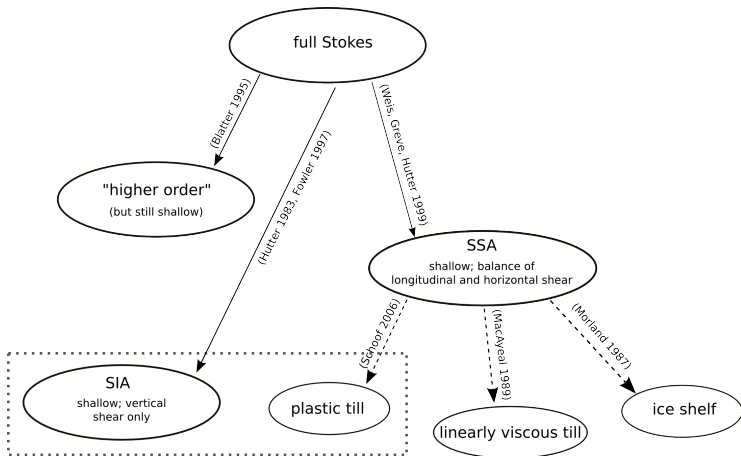 full Stokes
(Blatter 1995)
(Hutter 1983, Fowler 1997)
(Weis, Greve, Hutter 1999)
"higher order"
(but still shallow)
SSA
shallow; balance of
longitudinal and horizontal shear
(Schoof 2006)
(MacAyeal 1989)
(Morland 1987)
SIA
shallow; vertical
shear only
plastic till
linearly viscous till
ice shelf